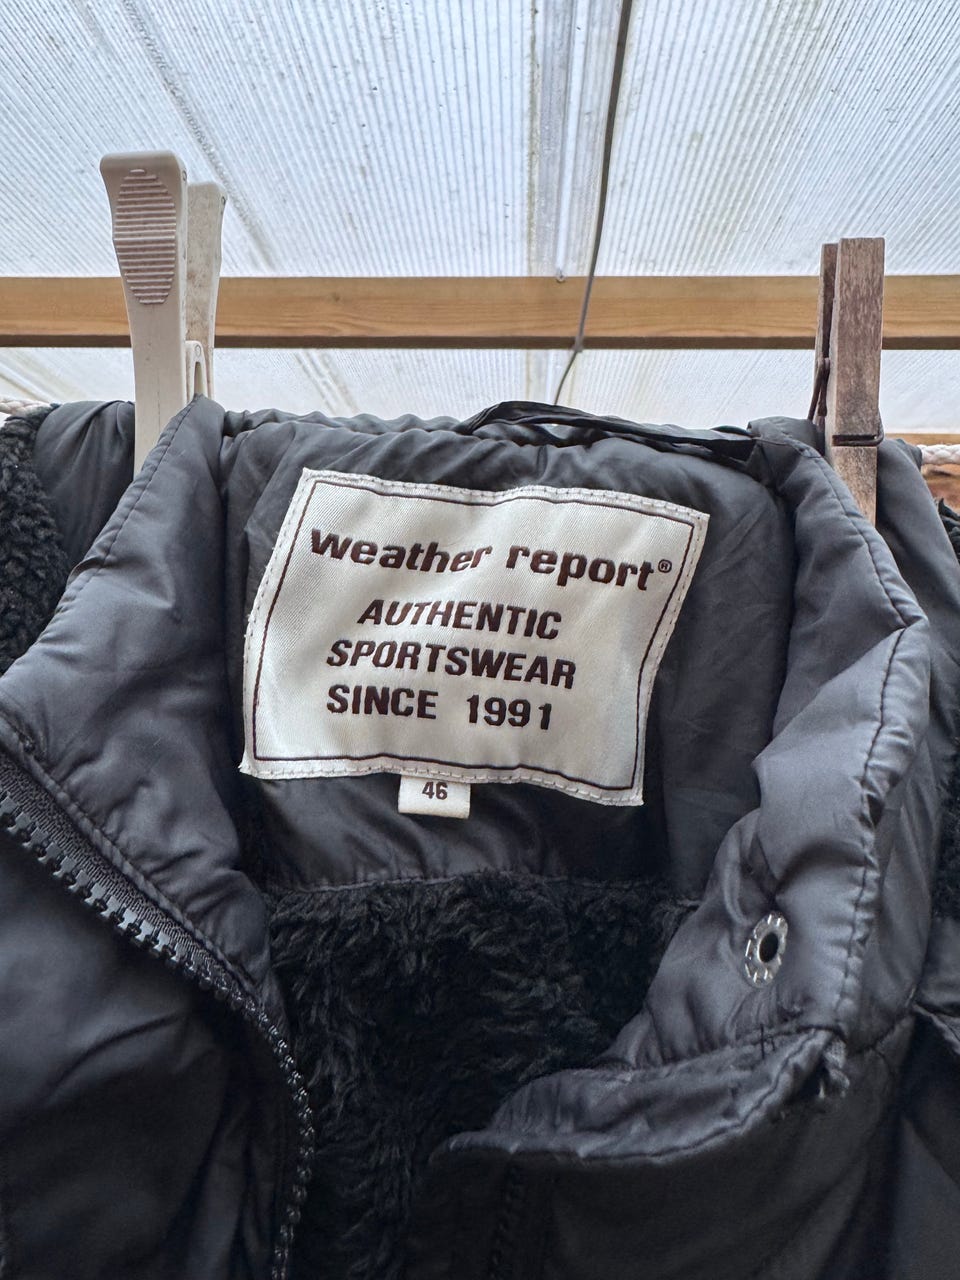 weather report®
AUTHENTIC
SPORTSWEAR
SINCE 1991
46